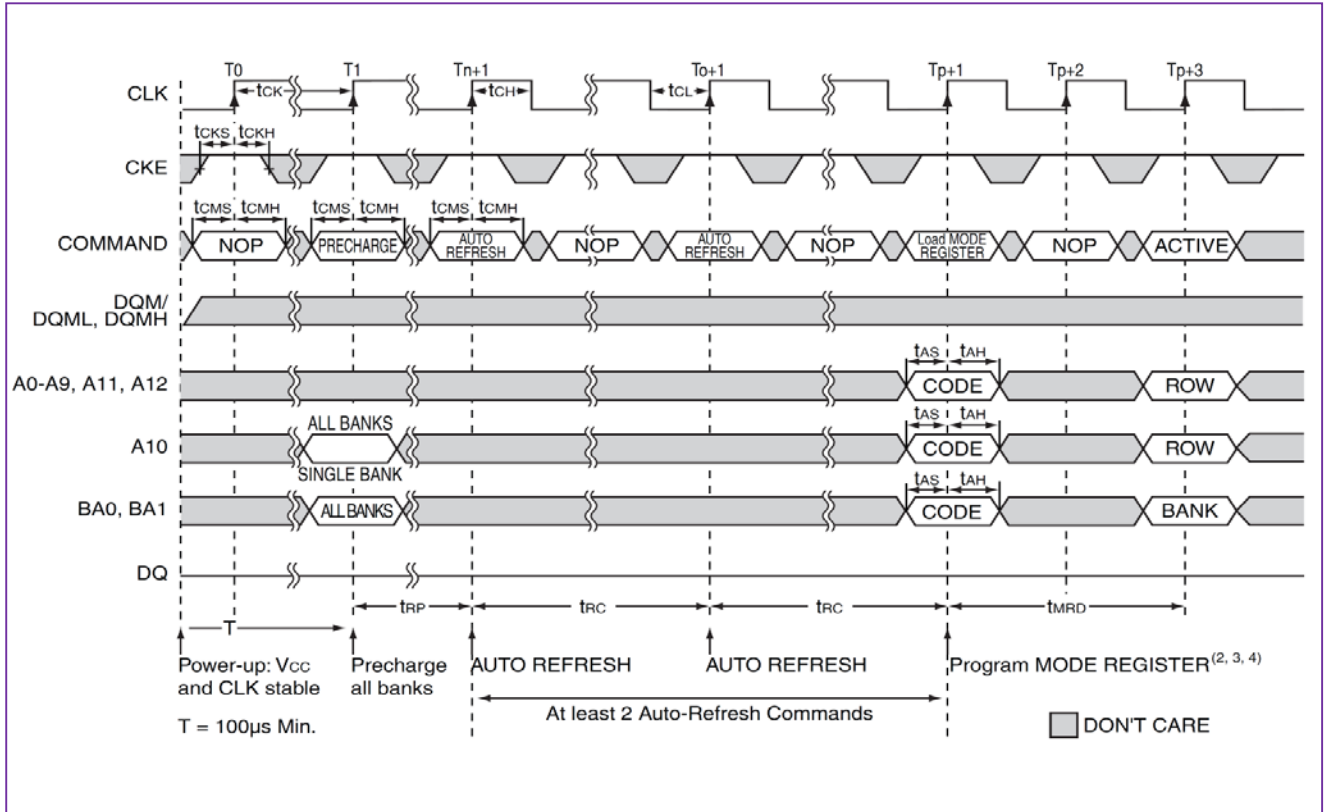 T0 T1 Tn+1 To+1 Tp+1 Tp+2 Tp+3
CLK tCK tCH tCL
tCKS tCKH
CKE
tCMS tCMH tCMS tCMH tCMS tCMH
COMMAND NOP PRECHARGE AUTO REFRESH NOP AUTO REFRESH NOP Load MODE REGISTER NOP ACTIVE
DQM/
DQML, DQMH
tAS tAH
A0-A9, A11, A12 CODE ROW
ALL BANKS tAS tAH
A10 CODE ROW
SINGLE BANK tAS tAH
BA0, BA1 ALL BANKS CODE BANK
DQ
tRP tRC tRC tMRD
T
Power-up: VCC Precharge AUTO REFRESH AUTO REFRESH Program MODE REGISTER(2, 3, 4)
and CLK stable all banks
At least 2 Auto-Refresh Commands
T = 100µs Min. DON'T CARE